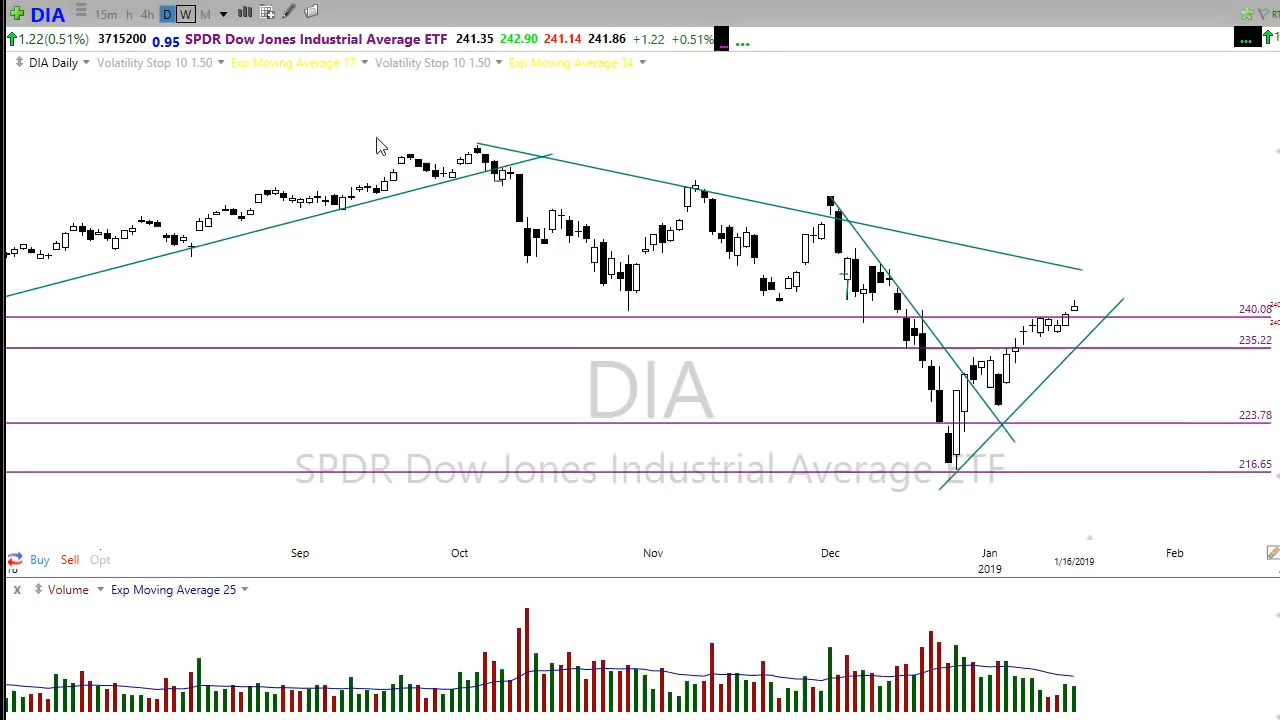 DIA 15m h 4h D W M
1.22(0.51%) 3715200 0.95 SPDR Dow Jones Industrial Average ETF 241.35 242.90 241.14 241.86 +1.22 +0.51% ... ...
DIA Daily Volatility Stop 10 1.50 Exp Moving Average 17 Volatility Stop 10 1.50 Exp Moving Average 34
240.08
235.22
DIA
223.78
216.65
SPDR Dow Jones Industrial Average ETF
Sep Oct Nov Dec Jan Feb
Buy Sell Opt
2019 1/16/2019
X Volume Exp Moving Average 25